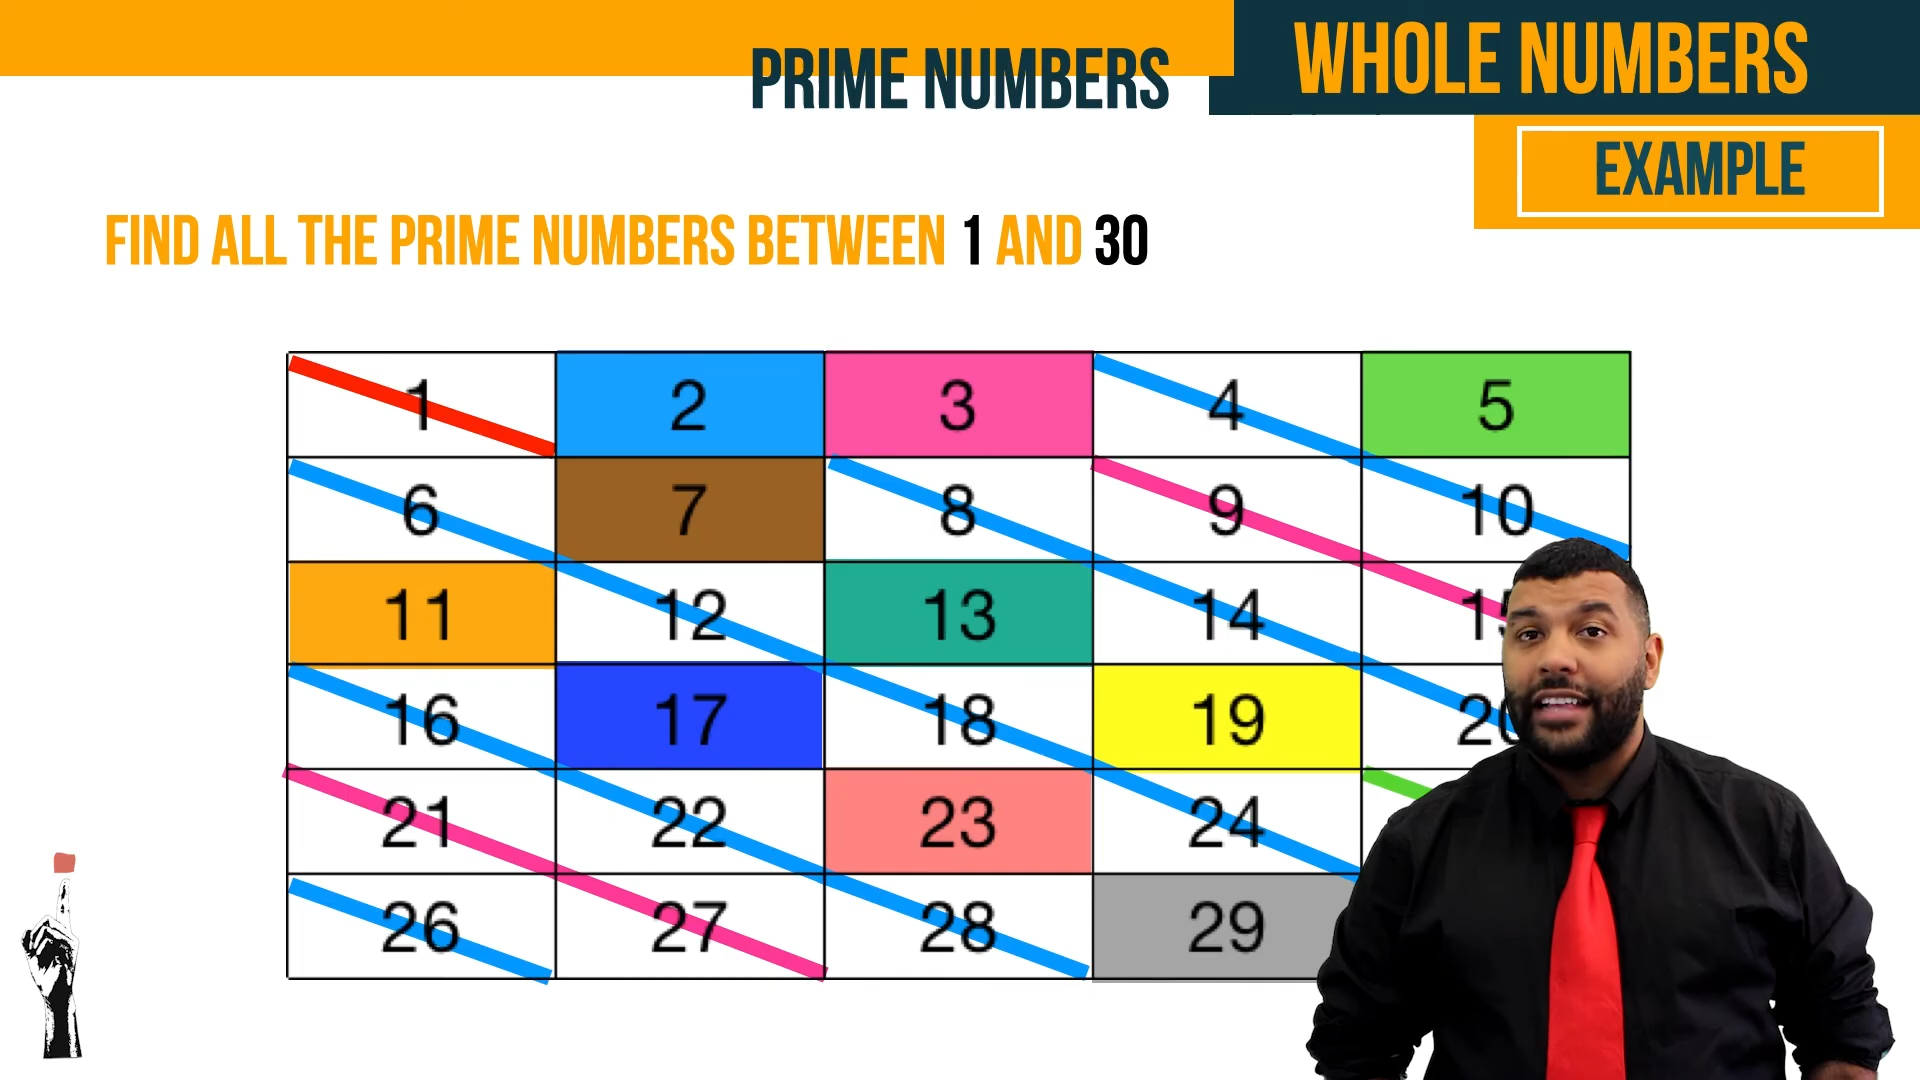 PRIME NUMBERS
WHOLE NUMBERS
EXAMPLE
FIND ALL THE PRIME NUMBERS BETWEEN 1 AND 30
1 2 3 4 5
6 7 8 9 10
11 12 13 14
16 17 18 19
21 22 23 24
26 27 28 29